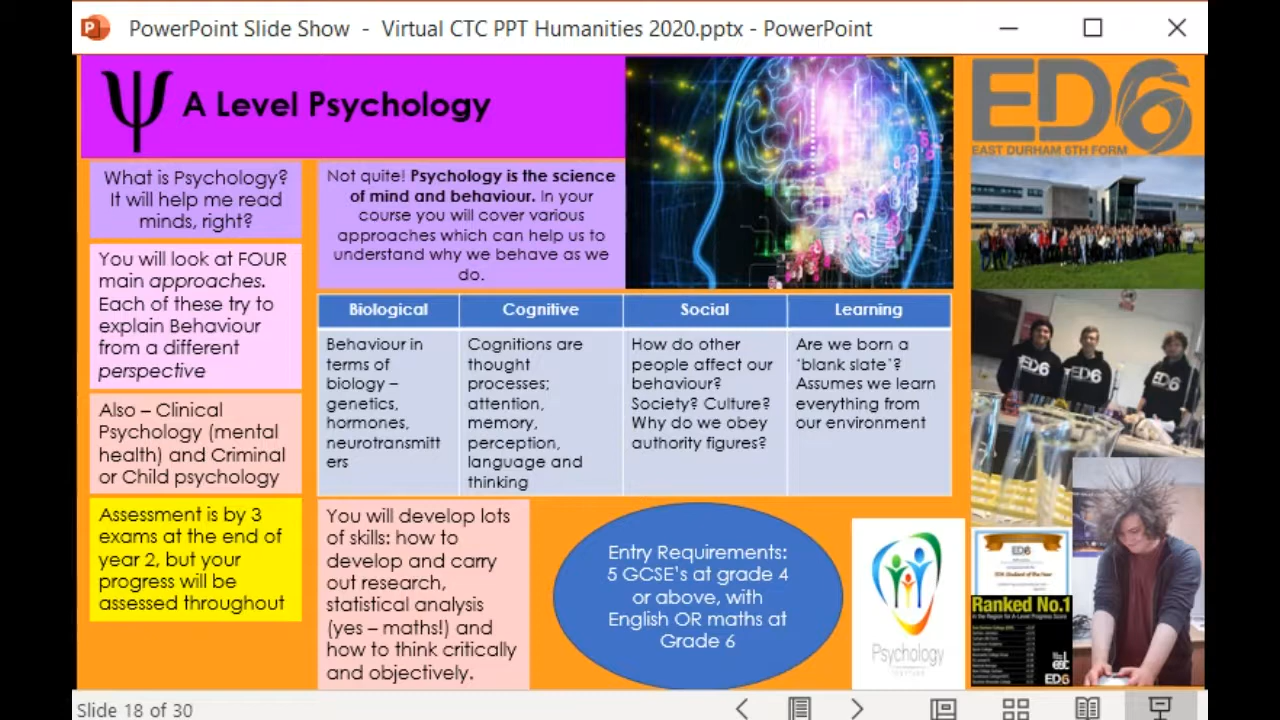 PowerPoint Slide Show - Virtual CTC PPT Humanities 2020.pptx - PowerPoint
A Level Psychology
ED6
EAST DURHAM 6TH FORM
What is Psychology?
It will help me read
minds, right?
Not quite! Psychology is the science
of mind and behaviour. In your
course you will cover various
approaches which can help us to
understand why we behave as we
do.
You will look at FOUR
main approaches.
Each of these try to
explain Behaviour
from a different
perspective
Also – Clinical
Psychology (mental
health) and Criminal
or Child psychology
Assessment is by 3
exams at the end of
year 2, but your
progress will be
assessed throughout
Biological
Cognitive
Social
Learning
Behaviour in
terms of
biology –
genetics,
hormones,
neurotransmitt
ers
Cognitions are
thought
processes;
attention,
memory,
perception,
language and
thinking
How do other
people affect our
behaviour?
Society? Culture?
Why do we obey
authority figures?
Are we born a
‘blank slate’?
Assumes we learn
everything from
our environment
You will develop lots
of skills: how to
develop and carry
out research,
statistical analysis
(yes – maths!) and
how to think critically
and objectively.
Entry Requirements:
5 GCSE's at grade 4
or above, with
English OR maths at
Grade 6
Psychology
ED6
ED6
ED6
ED6
Ranked No.1
in the Region for A-Level Progress Score
ED6
Slide 18 of 30